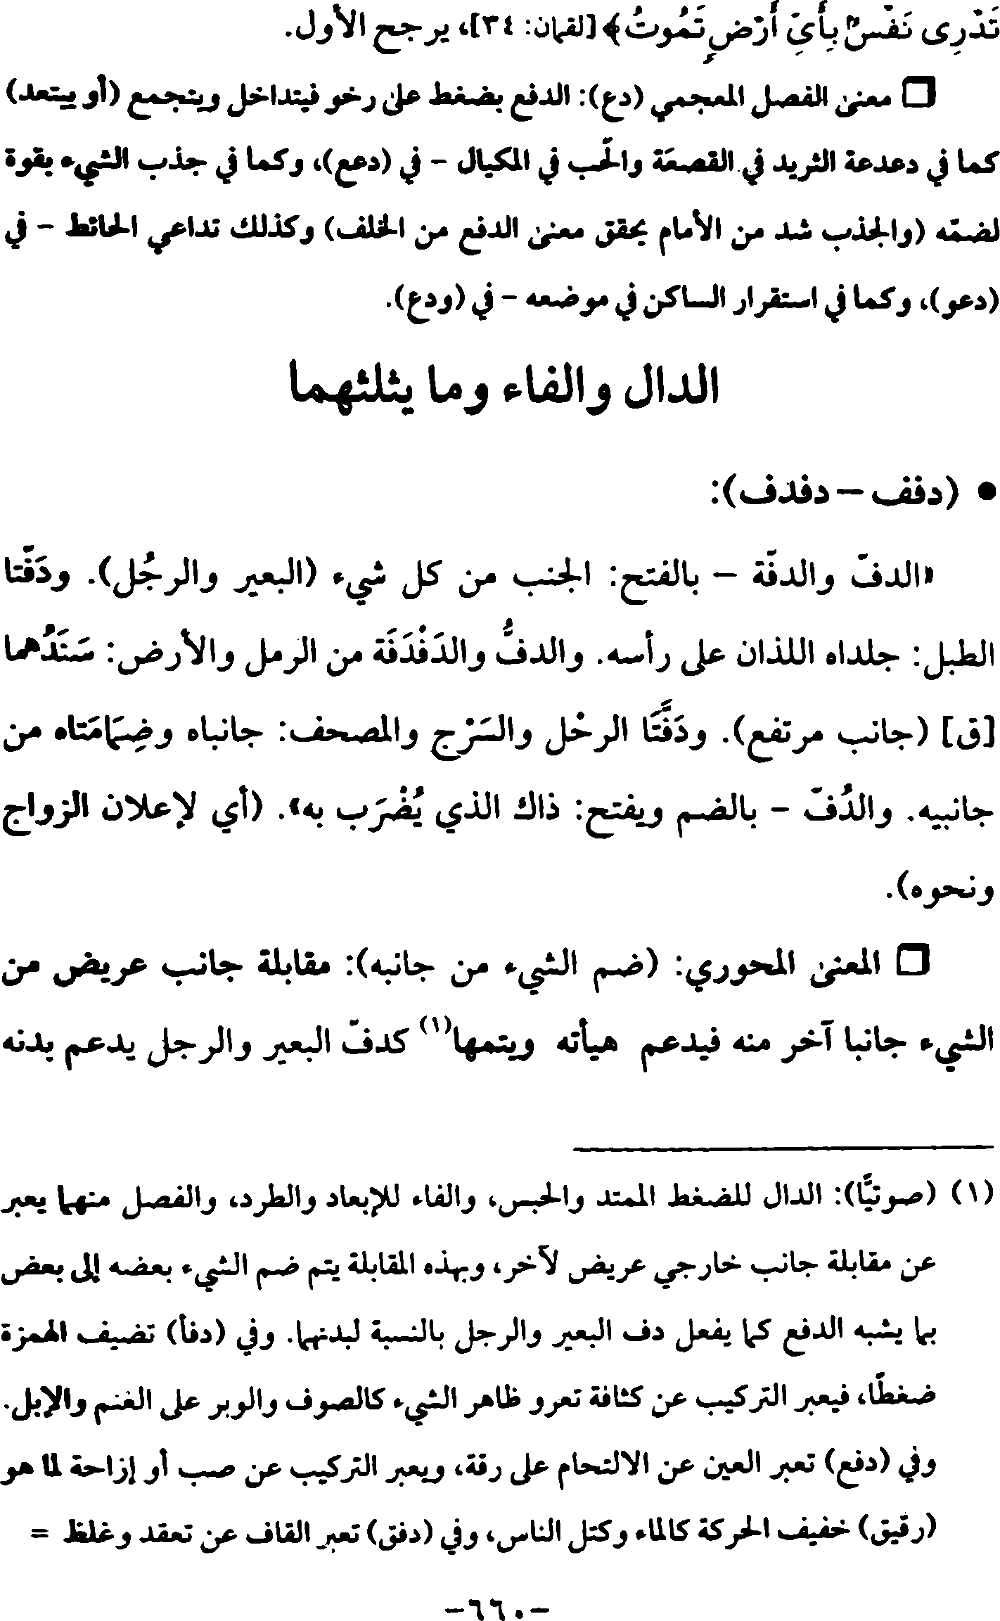 تَدْرِى نَفْسٌۢ بِأَيِّ أَرْضٍ تَمُوتُ﴾ [لقمان: ٣٤]، يرجح الأول.
❒ معنى الفصل المعجمي (دع): الدفع بضغط على رخو فيتداخل ويتجمع (أو يبتعد)
كما في دعدعة الثريد في القصعَة والحَب في المكيال – في (دعع)، وكما في جذب الشيء بقوة
لضمّه (والجذب شد من الأمام يحقق معنى الدفع من الخلف) وكذلك تداعي الحائط – في
(دعو)، وكما في استقرار الساكن في موضعه – في (ودع).
الدال والفاء وما يثلثهما
• (دفف – دفدف):
«الدفّ والدفّة – بالفتح: الجنب من كل شيء (البعير والرجُل). ودَفّتا
الطبل: جلداه اللذان على رأسه. والدفُّ والدَفْدَفَة من الرمل والأرض: سَنَدُهما
[ق] (جانب مرتفع). ودَفَّتَا الرحْل والسَرْج والمصحف: جانباه وضِمَامَتاه من
جانبيه. والدُفّ – بالضم ويفتح: ذاك الذي يُضْرَب به». (أي لإعلان الزواج
ونحوه).
❒ المعنى المحوري: (ضم الشيء من جانبه): مقابلة جانب عريض من
الشيء جانبا آخر منه فيدعم هيأته ويتمها(١) كدفّ البعير والرجل يدعم بدنه
(١) (صوتيًّا): الدال للضغط الممتد والحبس، والفاء للإبعاد والطرد، والفصل منهما يعبر
عن مقابلة جانب خارجي عريض لآخر، وبهذه المقابلة يتم ضم الشيء بعضه إلى بعض
بما يشبه الدفع كما يفعل دف البعير والرجل بالنسبة لبدنهما. وفي (دفأ) تضيف الهمزة
ضغطًا، فيعبر التركيب عن كثافة تعرو ظاهر الشيء كالصوف والوبر على الغنم والإبل.
وفي (دفع) تعبر العين عن الالتحام على رقة، ويعبر التركيب عن صب أو إزاحة لما هو
(رقيق) خفيف الحركة كالماء وكتل الناس، وفي (دفق) تعبر القاف عن تعقد وغلظ =
-٦٦٠-